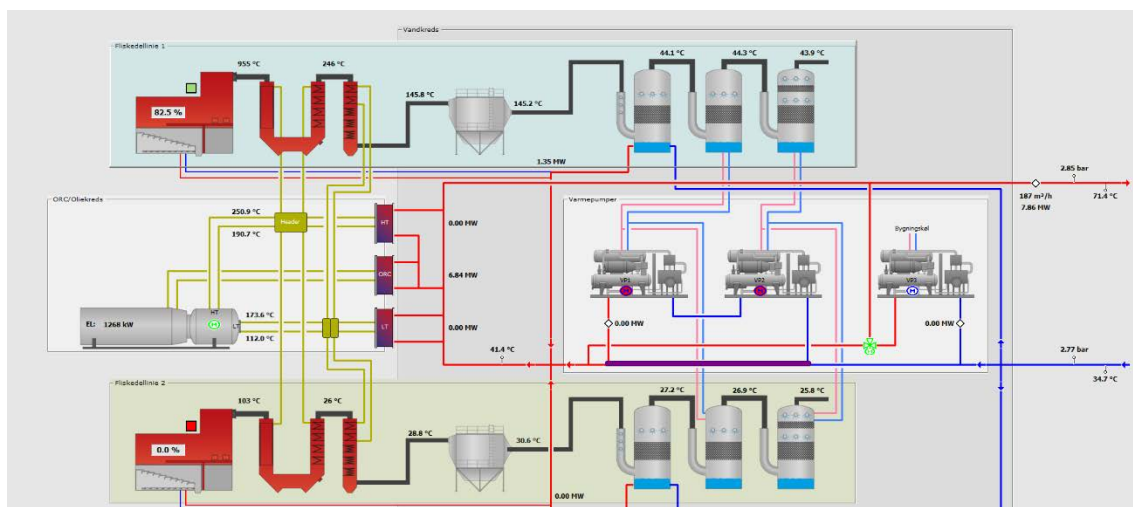 Vandkreds
Fliskedellinie 1
955 °C
246 °C
44.1 °C
44.3 °C
43.9 °C
145.8 °C
145.2 °C
82.5 %
1.35 MW
2.85 bar
187 m³/h
71.4 °C
7.86 MW
ORC/Oliekreds
Varmepumper
250.9 °C
Header
HT
0.00 MW
190.7 °C
Bygningskøl
ORC
6.84 MW
VP1
VP2
VP3
EL: 1268 kW
HT
LT
173.6 °C
112.0 °C
LT
0.00 MW
0.00 MW
0.00 MW
41.4 °C
2.77 bar
34.7 °C
Fliskedellinie 2
103 °C
26 °C
27.2 °C
26.9 °C
25.8 °C
28.8 °C
30.6 °C
0.0 %
0.00 MW